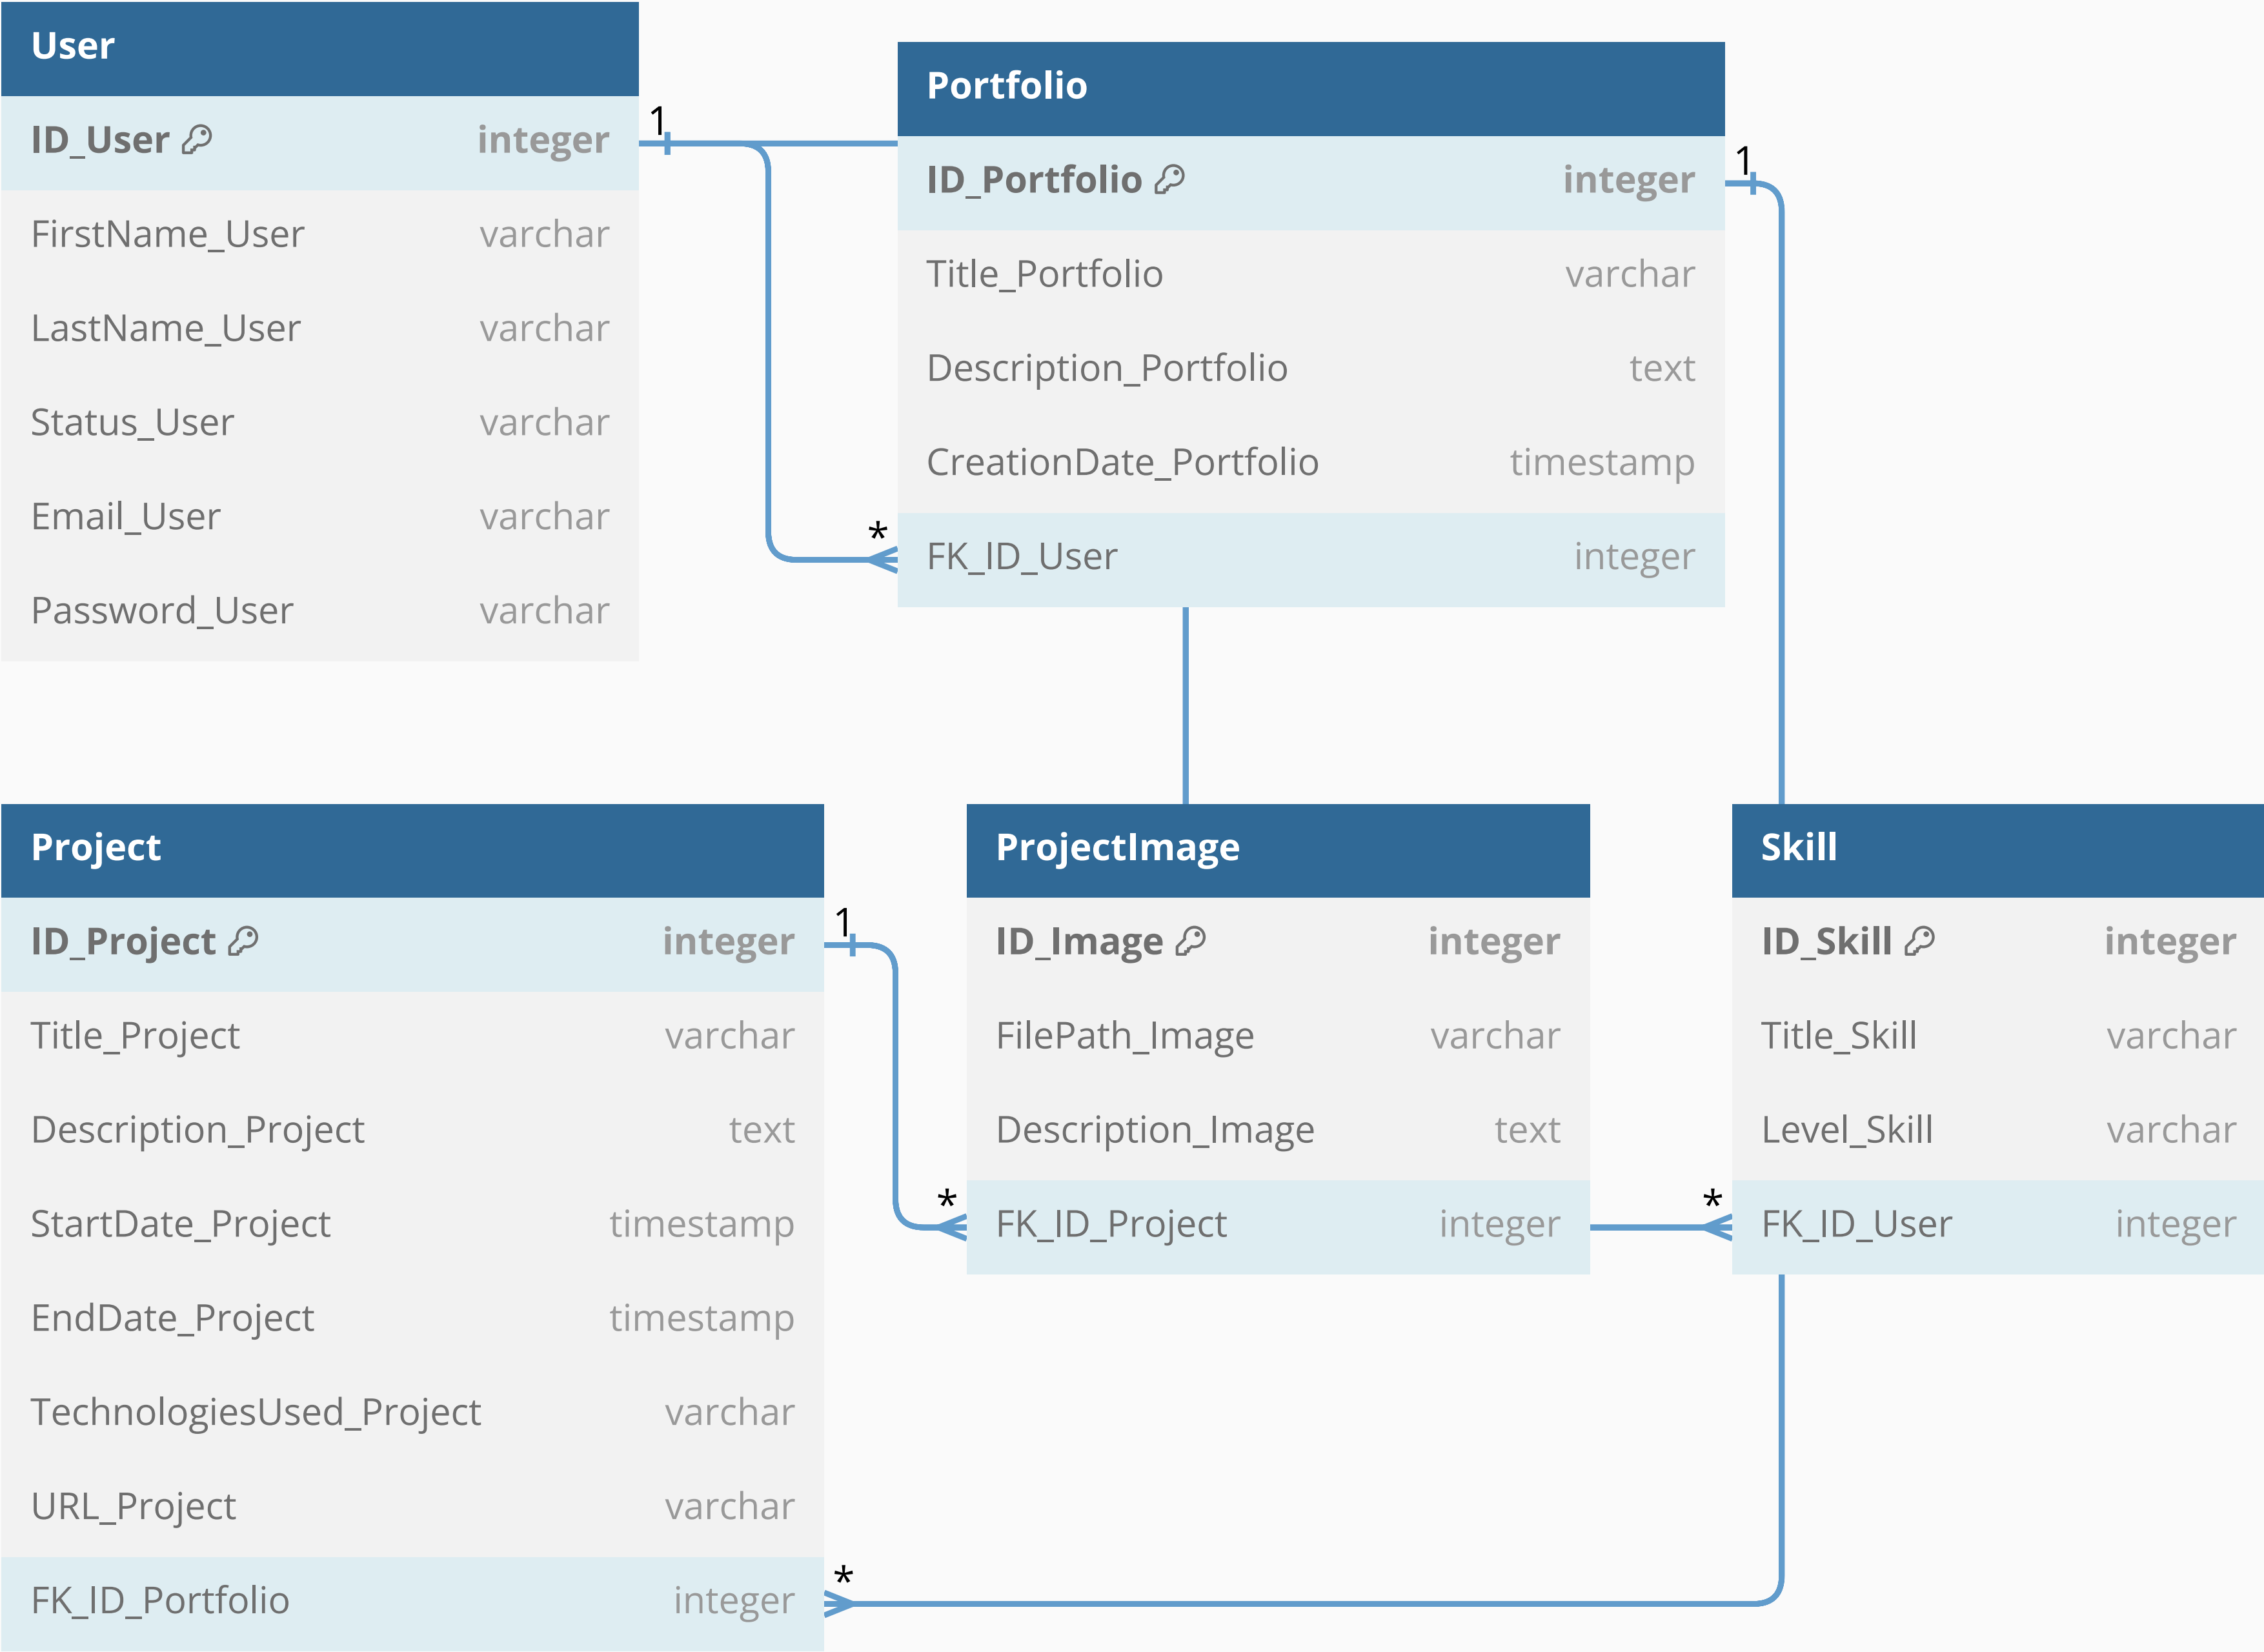 User
ID_User integer
FirstName_User varchar
LastName_User varchar
Status_User varchar
Email_User varchar
Password_User varchar
1
Portfolio
ID_Portfolio integer
Title_Portfolio varchar
Description_Portfolio text
CreationDate_Portfolio timestamp
* FK_ID_User integer
1
Project
ID_Project integer
Title_Project varchar
Description_Project text
StartDate_Project timestamp
EndDate_Project timestamp
TechnologiesUsed_Project varchar
URL_Project varchar
FK_ID_Portfolio integer *
1
ProjectImage
ID_Image integer
FilePath_Image varchar
Description_Image text
* FK_ID_Project integer
Skill
ID_Skill integer
Title_Skill varchar
Level_Skill varchar
* FK_ID_User integer